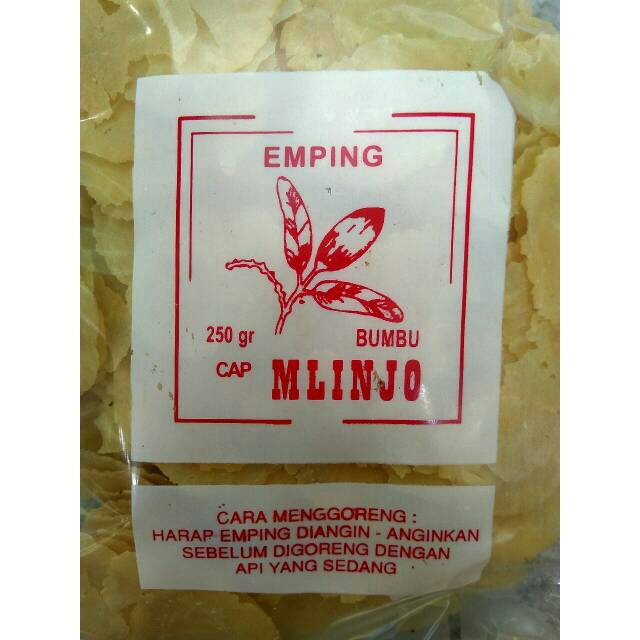 EMPING
250 gr BUMBU
CAP MLINJO
CARA MENGGORENG :
HARAP EMPING DIANGIN - ANGINKAN
SEBELUM DIGORENG DENGAN
API YANG SEDANG